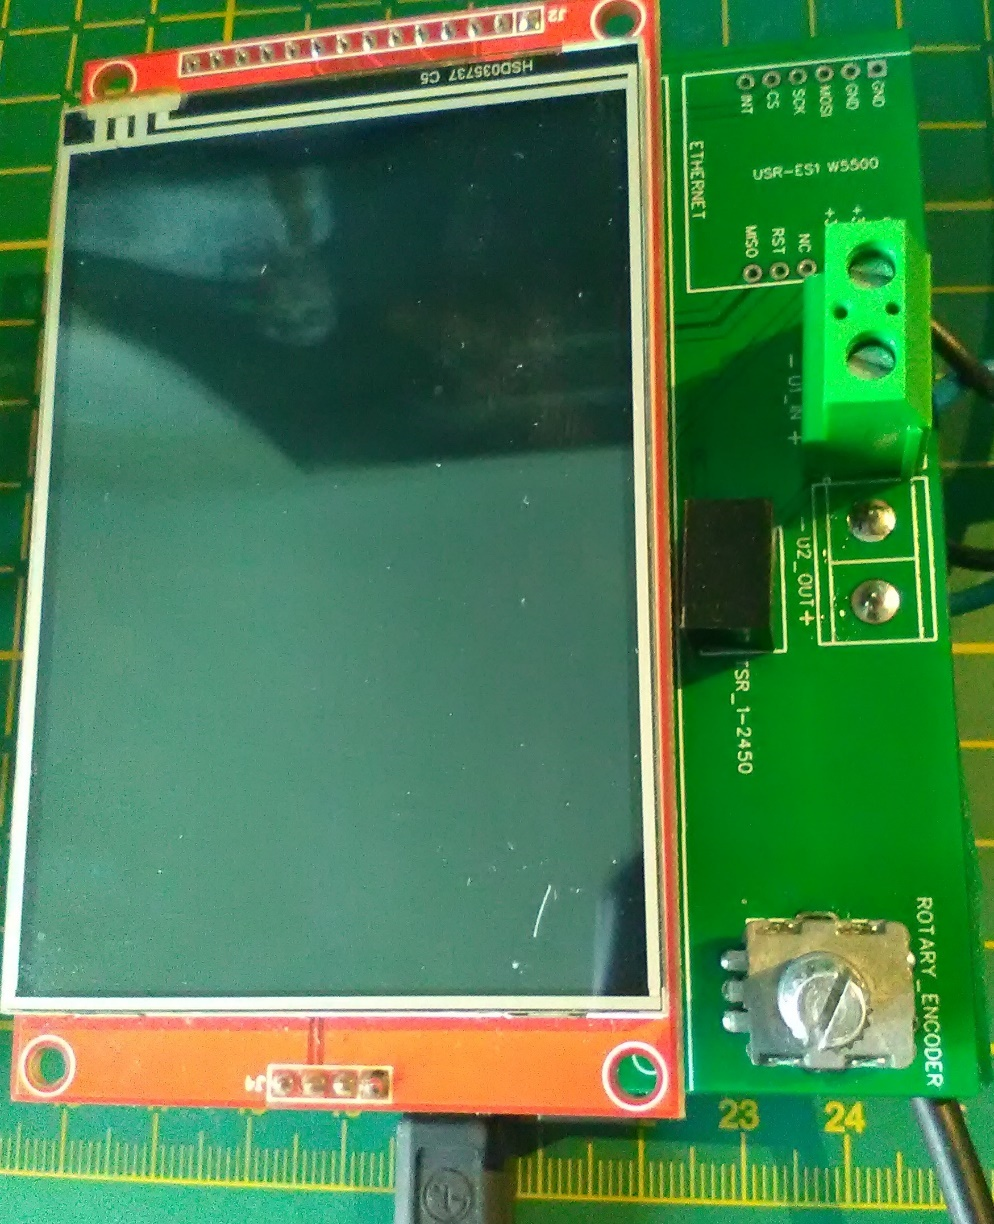 J2
HSD035737 C5
GND
GND
MOSI
SCK
CS
INT
USR-ES1 W5500
ETHERNET
NC
RST
MISO
- U1_IN +
- U2_OUT+
TSR_1-2450
ROTARY_ENCODER
J4
23
24